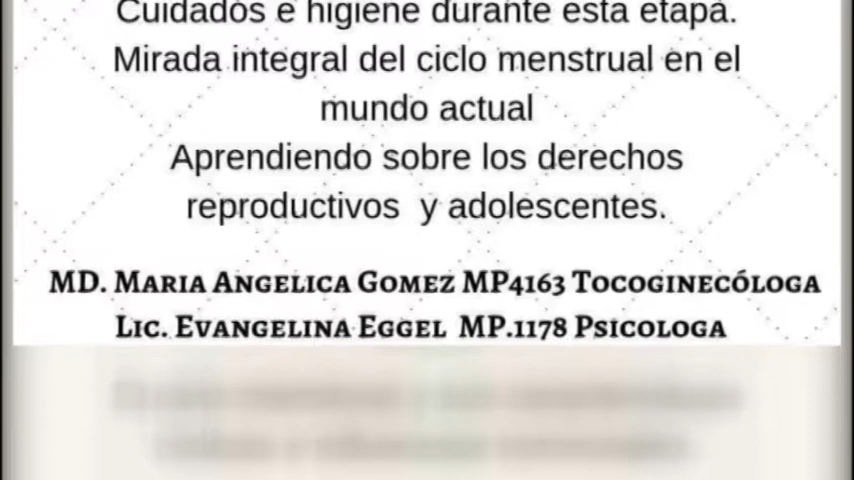 Cuidados e higiene durante esta etapa.
Mirada integral del ciclo menstrual en el
mundo actual
Aprendiendo sobre los derechos
reproductivos y adolescentes.
MD. MARIA ANGELICA GOMEZ MP4163 TOCOGINECÓLOGA
LIC. EVANGELINA EGGEL MP.1178 PSICOLOGA